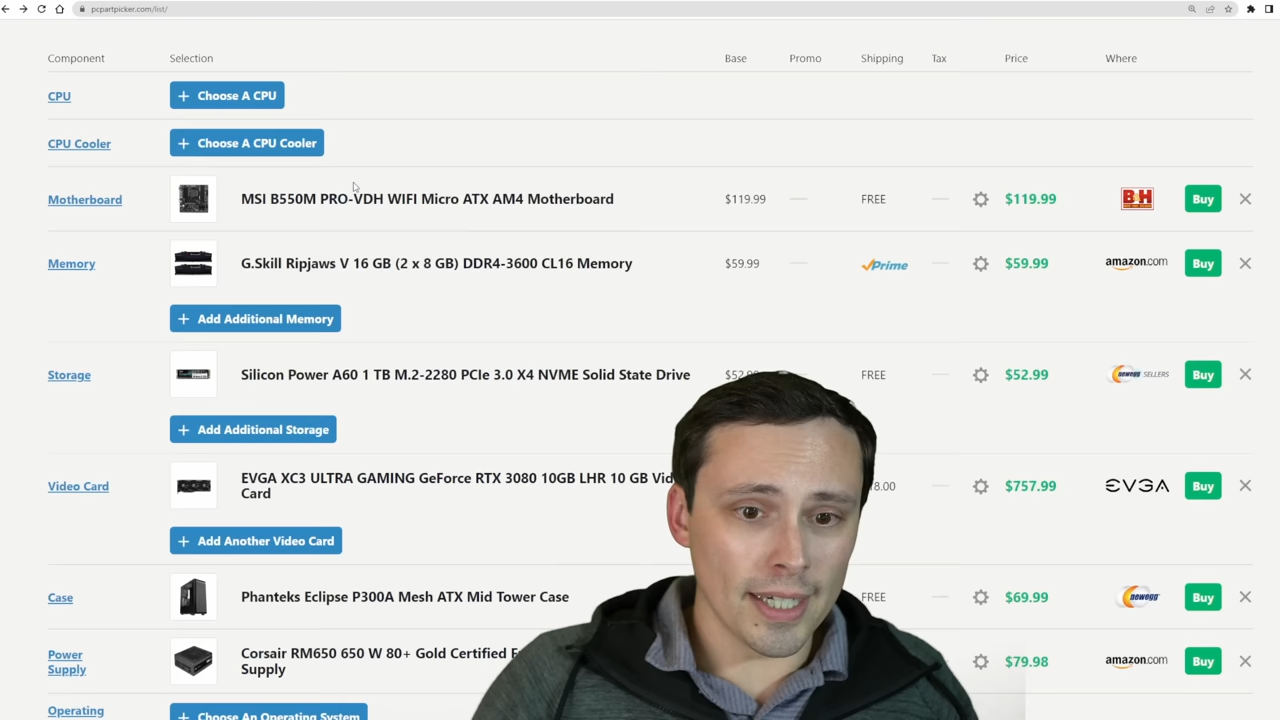 pcpartpicker.com/list/
Component Selection Base Promo Shipping Tax Price Where
CPU + Choose A CPU
CPU Cooler + Choose A CPU Cooler
Motherboard MSI B550M PRO-VDH WIFI Micro ATX AM4 Motherboard $119.99 FREE $119.99 B&H Buy
Memory G.Skill Ripjaws V 16 GB (2 x 8 GB) DDR4-3600 CL16 Memory $59.99 Prime $59.99 amazon.com Buy
+ Add Additional Memory
Storage Silicon Power A60 1 TB M.2-2280 PCIe 3.0 X4 NVME Solid State Drive FREE $52.99 newegg SELLERS Buy
+ Add Additional Storage
EVGA XC3 ULTRA GAMING GeForce RTX 3080 10GB LHR 10 GB
Video Card 8.00 $757.99 EVGA Buy
Card
+ Add Another Video Card
Case Phanteks Eclipse P300A Mesh ATX Mid Tower Case FREE $69.99 newegg Buy
Power Corsair RM650 650 W 80+ Gold Certified $79.98 amazon.com Buy
Supply Supply
Operating + Choose An Operating System